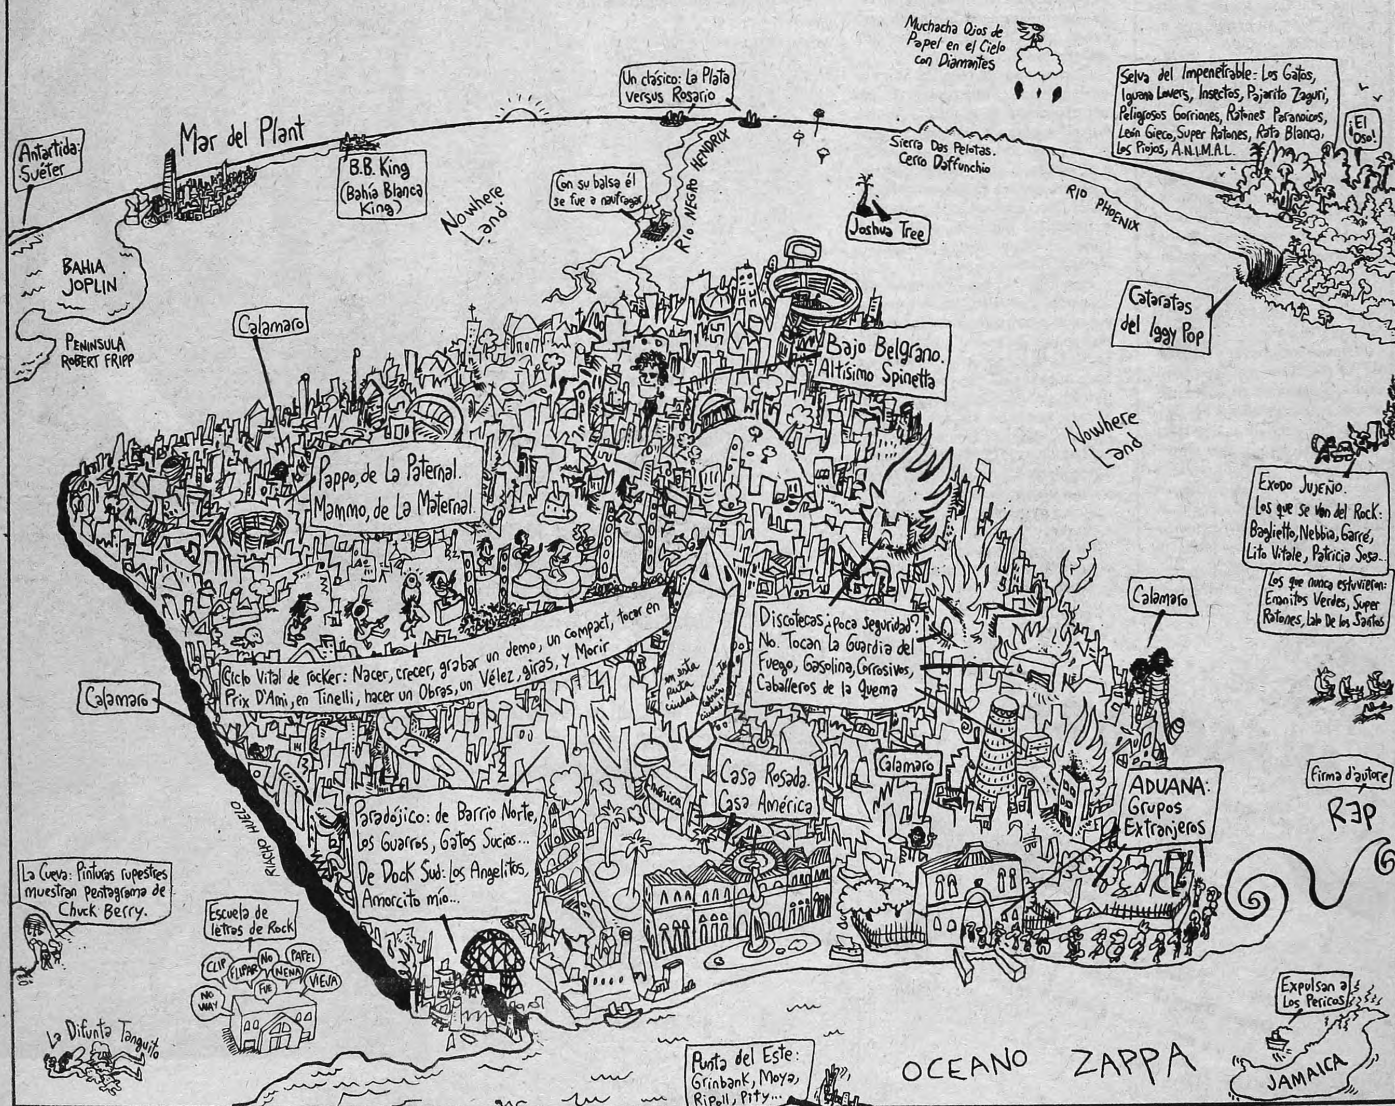 Muchacha Ojos de
Papel en el Cielo
con Diamantes
Un clásico: La Plata
versus Rosario
Selva del Impenetrable: Los Gatos,
Iguana Lovers, Insectos, Pajarito Zaguri,
Peligrosos Gorriones, Ratones Paranoicos,
León Gieco, Super Ratones, Rata Blanca,
Los Piojos, A.N.I.M.A.L.
¡El
Oso!
Antartida:
Suéter
Mar del Plant
B.B. King
(Bahía Blanca
King)
Nowhere
Land
Con su balsa él
se fue a naufragar
RIO NEGRO HENDRIX
Sierra Das Pelotas.
Cerro Daffunchio
Joshua Tree
RIO PHOENIX
BAHIA
JOPLIN
PENINSULA
ROBERT FRIPP
Cataratas
del Iggy Pop
Calamaro
Bajo Belgrano.
Altísimo Spinetta
Nowhere
Land
Pappo, de La Paternal.
Mammo, de La Maternal.
EXODO JUJEÑO.
Los que se van del Rock:
Baglietto, Nebbia, Garré,
Lito Vitale, Patricia Sosa...
Los que nunca estuvieron:
Enanitos Verdes, Super
Ratones, Lalo De los Santos
Calamaro
Discotecas ¿poca seguridad?
No. Tocan La Guardia del
Fuego, Gasolina, Corrosivos,
Caballeros de la Quema
Ciclo Vital de rocker: Nacer, crecer, grabar un demo, un compact, tocar en
Prix D'Ami, en Tinelli, hacer un Obras, un Vélez, giras, y Morir
en esta
puta
ciudad
Calamaro
Casa Rosada.
Casa América
América
Calamaro
ADUANA:
Grupos
Extranjeros
Firma d'autore
REP
Paradójico: de Barrio Norte,
Los Guarros, Gatos Sucios...
De Dock Sud: Los Angelitos,
Amorcito mío...
RIACHO HUECO
La Cueva: Pinturas rupestres
muestran pentagrama de
Chuck Berry.
Escuela de
letras de Rock
CLIP
FLIPAR
NO
PAPEL
NO
WAY
FUE
NENA
VIEJA
La Difunta Tanguito
Expulsan a
Los Pericos
JAMAICA
OCEANO ZAPPA
Punta del Este:
Grinbank, Moya,
Ripoll, Pity...